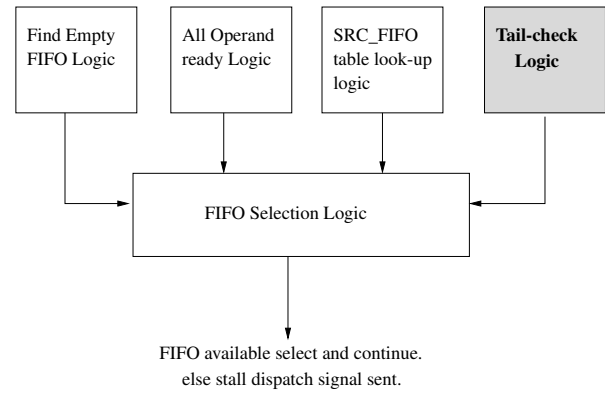 Find Empty
FIFO Logic
All Operand
ready Logic
SRC_FIFO
table look-up
logic
Tail-check
Logic
FIFO Selection Logic
FIFO available select and continue.
else stall dispatch signal sent.